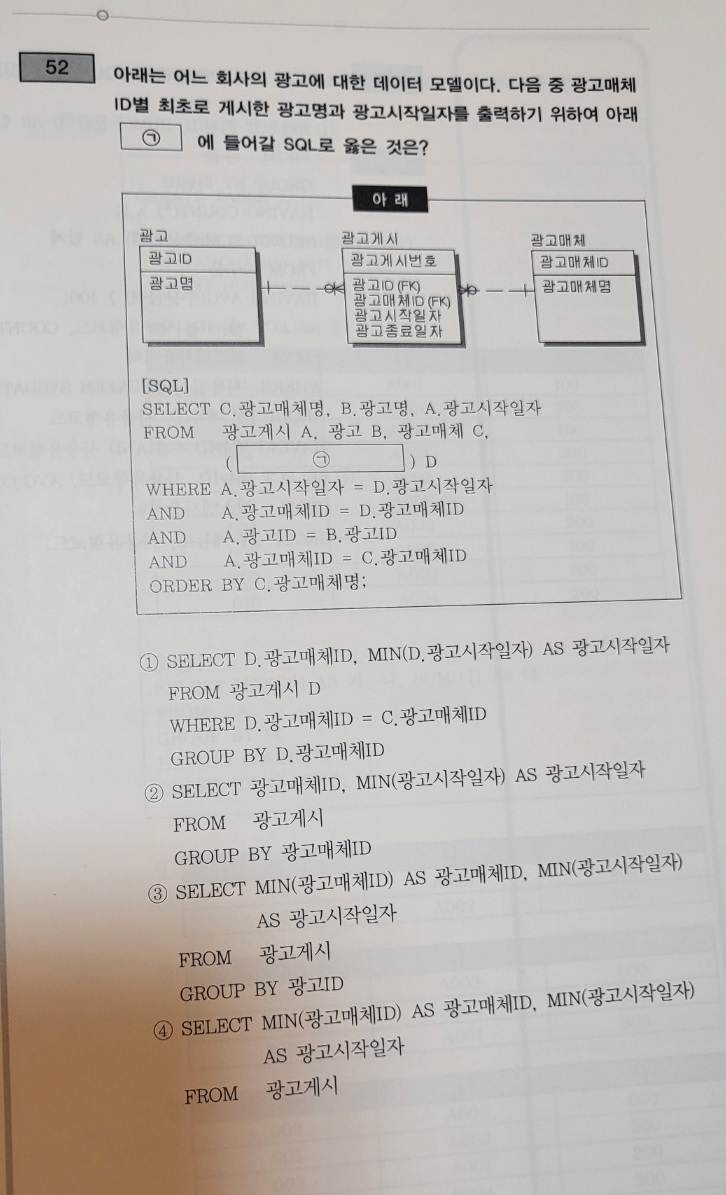 52
아래는 어느 회사의 광고에 대한 데이터 모델이다. 다음 중 광고매체
ID별 최초로 게시한 광고명과 광고시작일자를 출력하기 위하여 아래
㉠ 에 들어갈 SQL로 옳은 것은?
아 래
광고
광고ID
광고명
광고게시
광고게시번호
광고ID (FK)
광고매체ID (FK)
광고시작일자
광고종료일자
광고매체
광고매체ID
광고매체명
[SQL]
SELECT C.광고매체명, B.광고명, A.광고시작일자
FROM 광고게시 A, 광고 B, 광고매체 C,
( ㉠ ) D
WHERE A.광고시작일자 = D.광고시작일자
AND A.광고매체ID = D.광고매체ID
AND A.광고ID = B.광고ID
AND A.광고매체ID = C.광고매체ID
ORDER BY C.광고매체명;
① SELECT D.광고매체ID, MIN(D.광고시작일자) AS 광고시작일자
FROM 광고게시 D
WHERE D.광고매체ID = C.광고매체ID
GROUP BY D.광고매체ID
② SELECT 광고매체ID, MIN(광고시작일자) AS 광고시작일자
FROM 광고게시
GROUP BY 광고매체ID
③ SELECT MIN(광고매체ID) AS 광고매체ID, MIN(광고시작일자)
AS 광고시작일자
FROM 광고게시
GROUP BY 광고ID
④ SELECT MIN(광고매체ID) AS 광고매체ID, MIN(광고시작일자)
AS 광고시작일자
FROM 광고게시